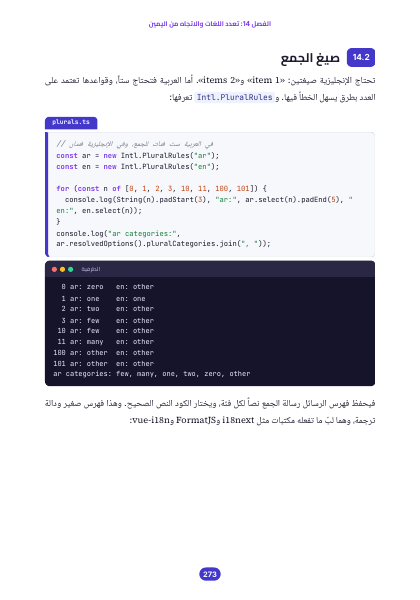 الفصل 14: تعدد اللغات والاتجاه من اليمين
14.2 صيغ الجمع
تحتاج الإنجليزية صيغتين: «1 item» و«2 items». أما العربية فتحتاج ستاً، وقواعدها تعتمد على
العدد بطرق يسهل الخطأ فيها. و Intl.PluralRules تعرفها:
plurals.ts
// في العربية ست فئات للجمع، وفي الإنجليزية فئتان
const ar = new Intl.PluralRules("ar");
const en = new Intl.PluralRules("en");
for (const n of [0, 1, 2, 3, 10, 11, 100, 101]) {
console.log(String(n).padStart(3), "ar:", ar.select(n).padEnd(5), "
en:", en.select(n));
}
console.log("ar categories:",
ar.resolvedOptions().pluralCategories.join(", "));
الطرفية
0 ar: zero en: other
1 ar: one en: one
2 ar: two en: other
3 ar: few en: other
10 ar: few en: other
11 ar: many en: other
100 ar: other en: other
101 ar: other en: other
ar categories: few, many, one, two, zero, other
فيحفظ فهرس الرسائل رسالة الجمع نصاً لكل فئة، ويختار الكود النص الصحيح. وهذا فهرس صغير ودالة
ترجمة، وهما لبّ ما تفعله مكتبات مثل i18next وFormatJS وvue-i18n:
273